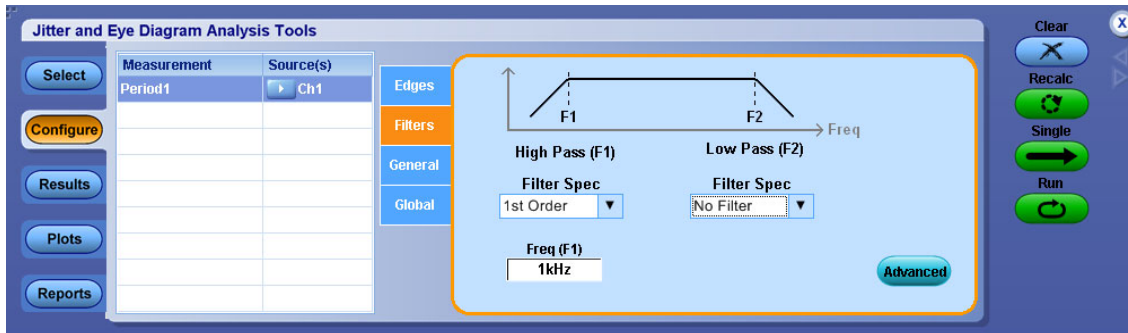 Jitter and Eye Diagram Analysis Tools
Select
Configure
Results
Plots
Reports
Measurement Source(s)
Period1 Ch1
Edges
Filters
General
Global
F1 F2
Freq
High Pass (F1) Low Pass (F2)
Filter Spec Filter Spec
1st Order No Filter
Freq (F1)
1kHz
Advanced
Clear
X
Recalc
Single
Run